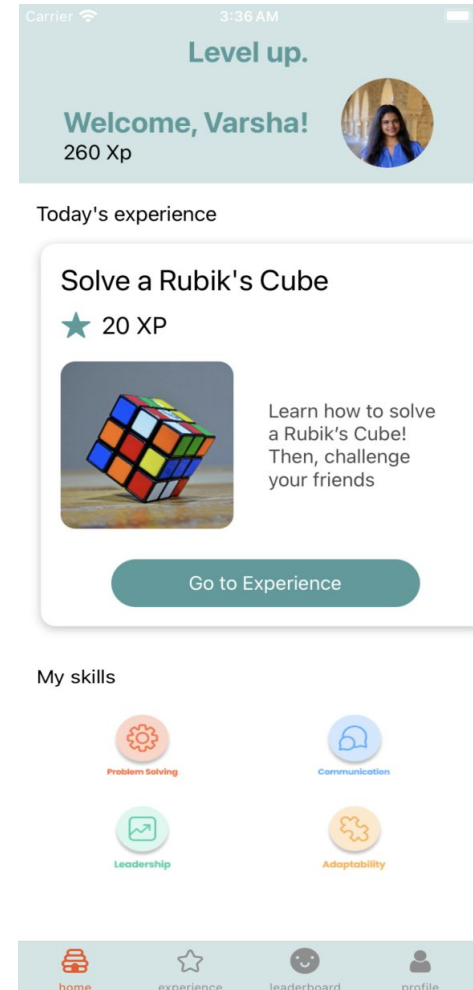 Carrier 3:36 AM
Level up.
Welcome, Varsha!
260 Xp
Today's experience
Solve a Rubik's Cube
20 XP
Learn how to solve
a Rubik’s Cube!
Then, challenge
your friends
Go to Experience
My skills
Problem Solving
Communication
Leadership
Adaptability
home experience leaderboard profile